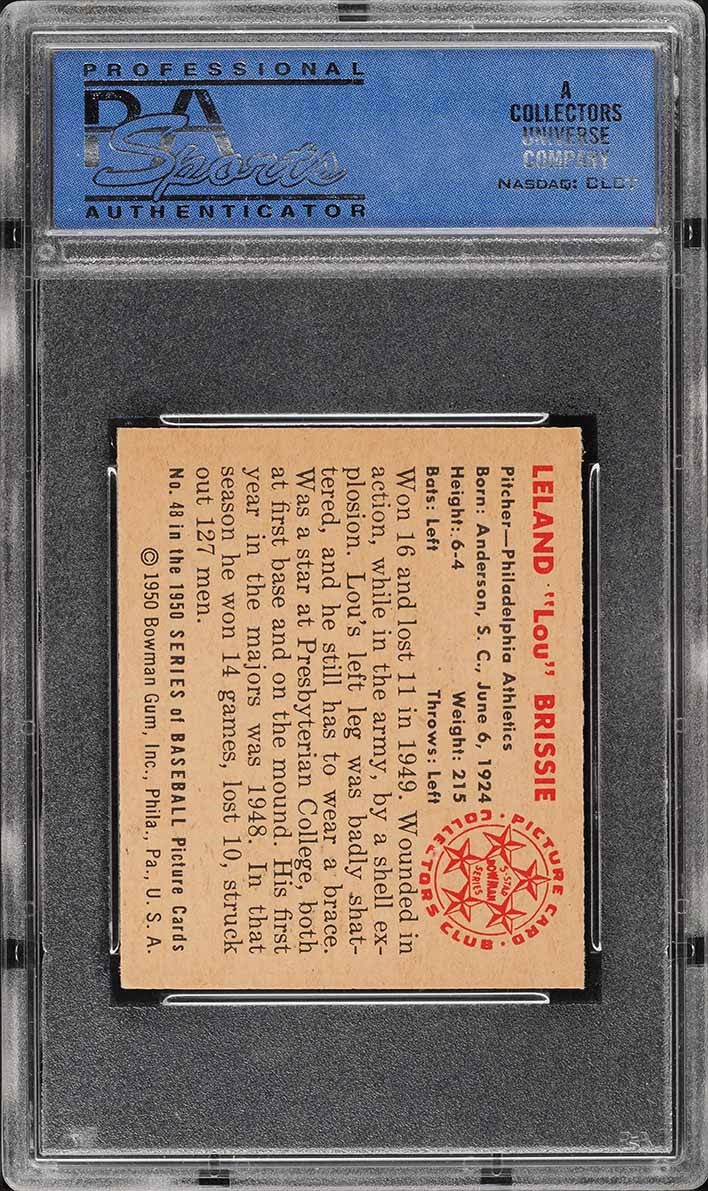 PROFESSIONAL
PSA
Sports
AUTHENTICATOR
A
COLLECTORS
UNIVERSE
COMPANY
NASDAQ: CLCT
LELAND "Lou" BRISSIE
Pitcher—Philadelphia Athletics
Born: Anderson, S. C., June 6, 1924
Height: 6-4 Weight: 215
Bats: Left Throws: Left
PICTURE CARD COLLECTORS CLUB
5-STAR
BOWMAN
SERIES
Won 16 and lost 11 in 1949. Wounded in
action, while in the army, by a shell ex-
plosion. Lou's left leg was badly shat-
tered, and he still has to wear a brace.
Was a star at Presbyterian College, both
at first base and on the mound. His first
year in the majors was 1948. In that
season he won 14 games, lost 10, struck
out 127 men.
No. 48 in the 1950 SERIES of BASEBALL Picture Cards
© 1950 Bowman Gum, Inc., Phila., Pa., U. S. A.